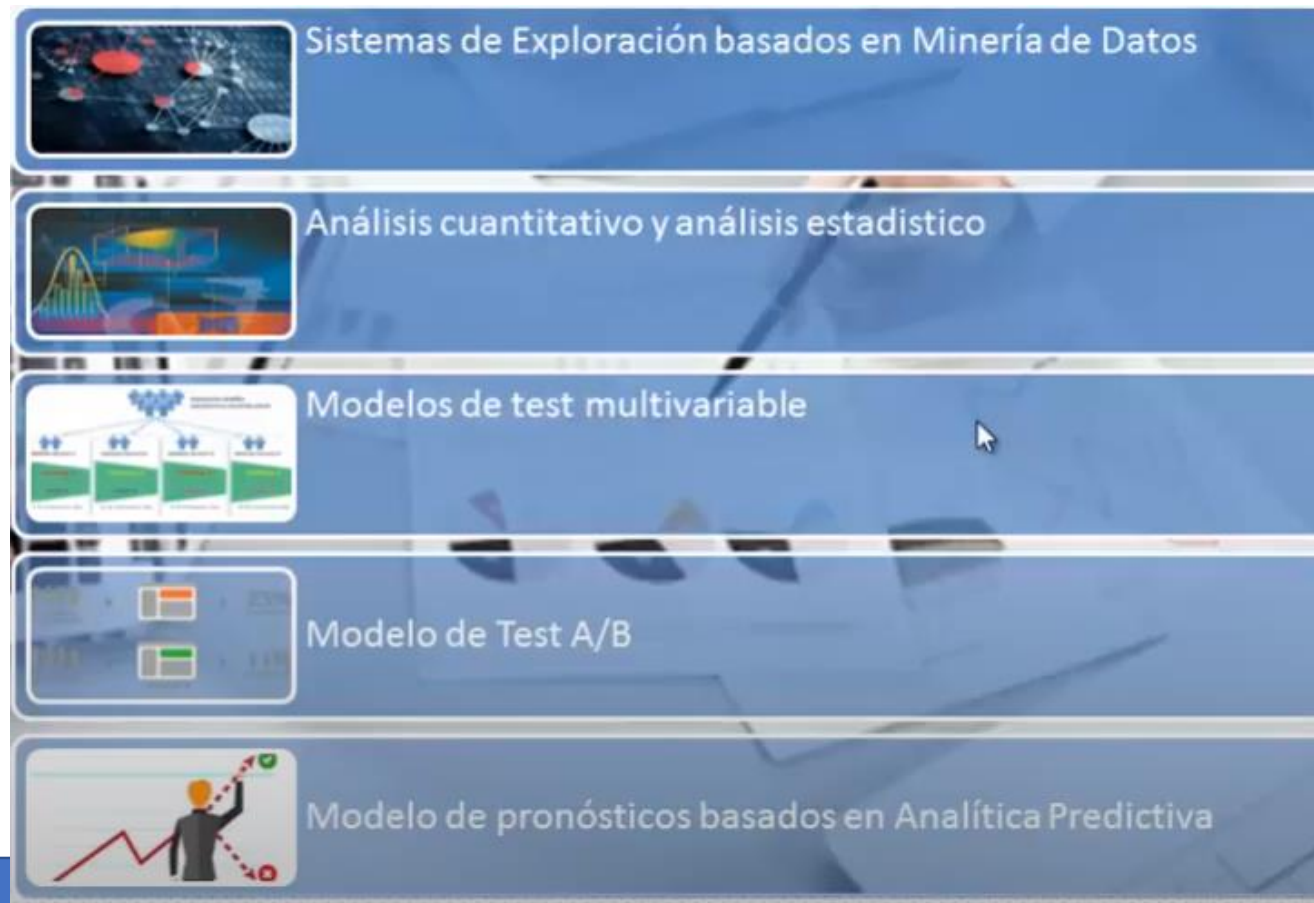 Sistemas de Exploración basados en Minería de Datos
Análisis cuantitativo y análisis estadistico
Modelos de test multivariable
Modelo de Test A/B
Modelo de pronósticos basados en Analítica Predictiva